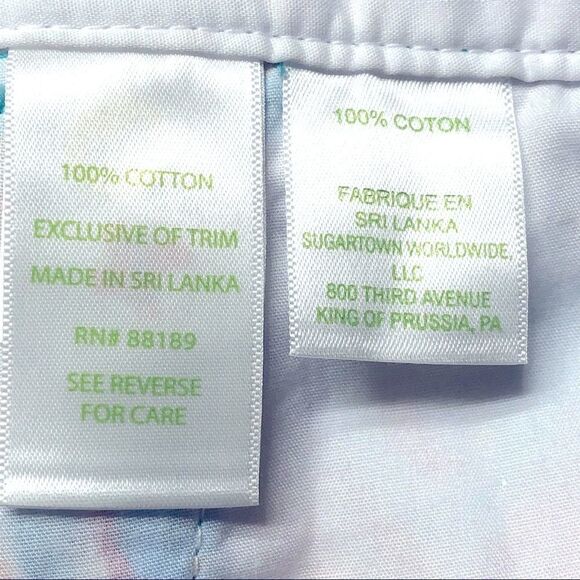 100% COTTON
EXCLUSIVE OF TRIM
MADE IN SRI LANKA
RN# 88189
SEE REVERSE
FOR CARE
100% COTON
FABRIQUE EN
SRI LANKA
SUGARTOWN WORLDWIDE,
LLC
800 THIRD AVENUE
KING OF PRUSSIA, PA